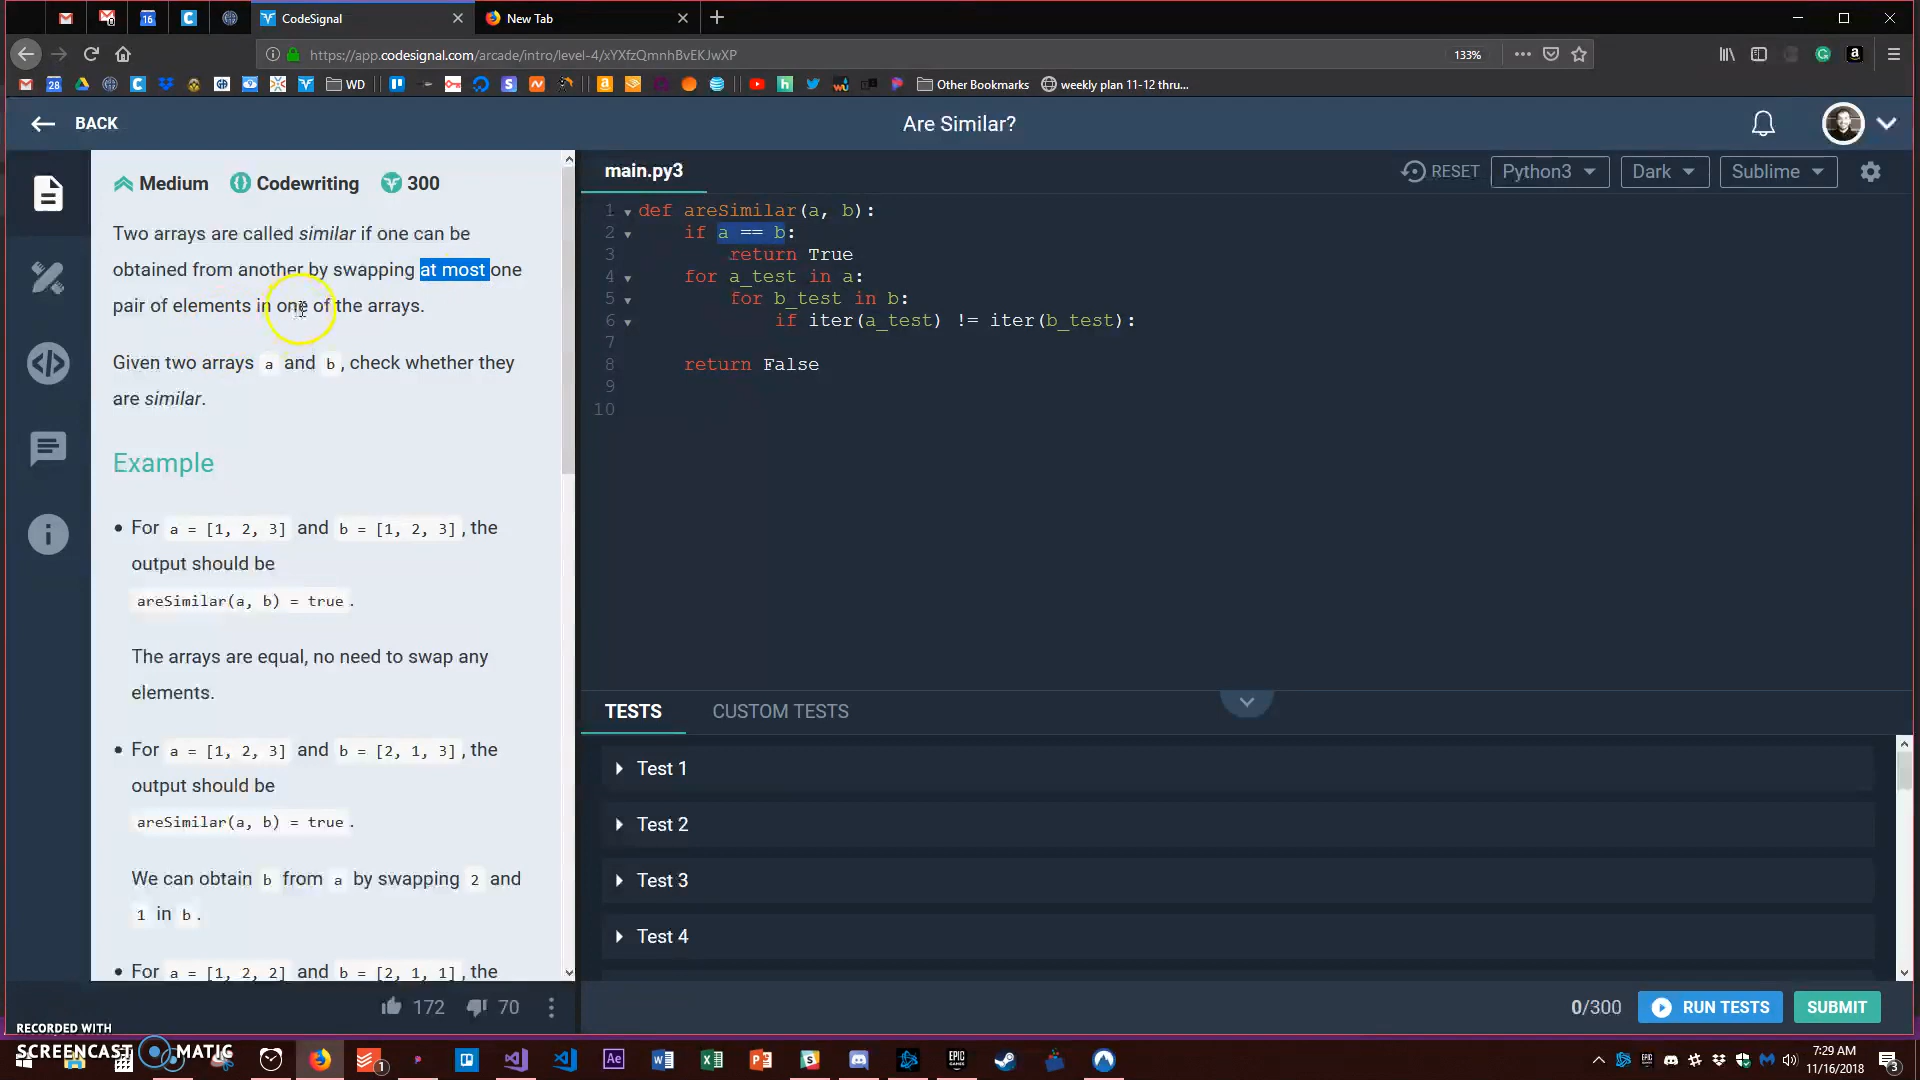 CodeSignal
New Tab
https://app.codesignal.com/arcade/intro/level-4/xYXfzQmnhBvEKJwXP
133%
WD
Other Bookmarks
weekly plan 11-12 thru...
BACK
Are Similar?
Medium
Codewriting
300
Two arrays are called similar if one can be
obtained from another by swapping at most one
pair of elements in one of the arrays.
Given two arrays a and b, check whether they
are similar.
Example
• For a = [1, 2, 3] and b = [1, 2, 3], the
output should be
areSimilar(a, b) = true.
The arrays are equal, no need to swap any
elements.
• For a = [1, 2, 3] and b = [2, 1, 3], the
output should be
areSimilar(a, b) = true.
We can obtain b from a by swapping 2 and
1 in b.
• For a = [1, 2, 2] and b = [2, 1, 1], the
172
70
main.py3
RESET
Python3
Dark
Sublime
1 def areSimilar(a, b):
2 if a == b:
3 return True
4 for a_test in a:
5 for b_test in b:
6 if iter(a_test) != iter(b_test):
7
8 return False
9
10
TESTS
CUSTOM TESTS
Test 1
Test 2
Test 3
Test 4
0/300
RUN TESTS
SUBMIT
RECORDED WITH
SCREENCAST MATIC
7:29 AM
11/16/2018